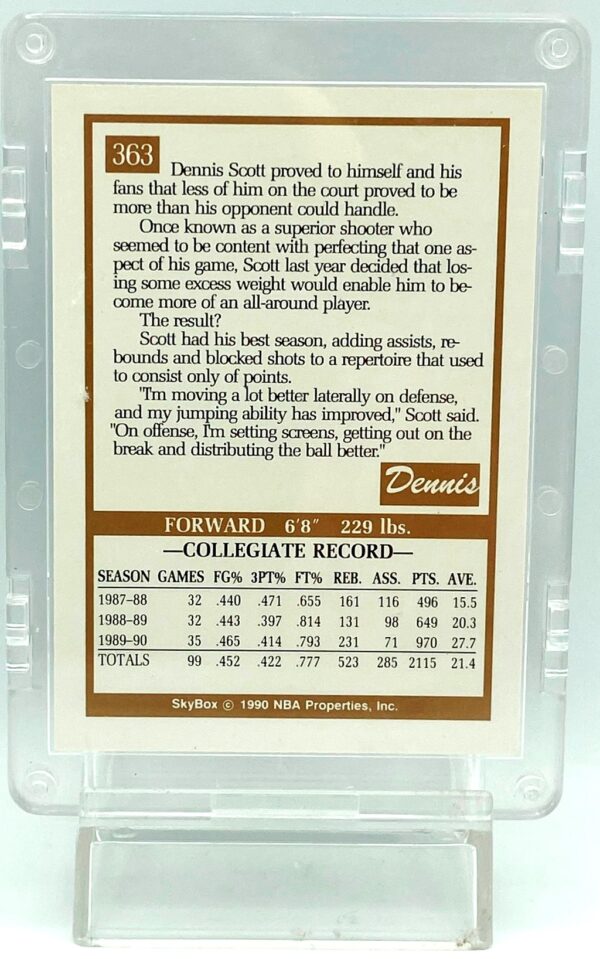 363
Dennis Scott proved to himself and his
fans that less of him on the court proved to be
more than his opponent could handle.
Once known as a superior shooter who
seemed to be content with perfecting that one as-
pect of his game, Scott last year decided that los-
ing some excess weight would enable him to be-
come more of an all-around player.
The result?
Scott had his best season, adding assists, re-
bounds and blocked shots to a repertoire that used
to consist only of points.
"I'm moving a lot better laterally on defense,
and my jumping ability has improved," Scott said.
"On offense, I'm setting screens, getting out on the
break and distributing the ball better."
Dennis
FORWARD 6'8" 229 lbs.
—COLLEGIATE RECORD—
SEASON GAMES FG% 3PT% FT% REB. ASS. PTS. AVE.
1987–88 32 .440 .471 .655 161 116 496 15.5
1988–89 32 .443 .397 .814 131 98 649 20.3
1989–90 35 .465 .414 .793 231 71 970 27.7
TOTALS 99 .452 .422 .777 523 285 2115 21.4
SkyBox © 1990 NBA Properties, Inc.